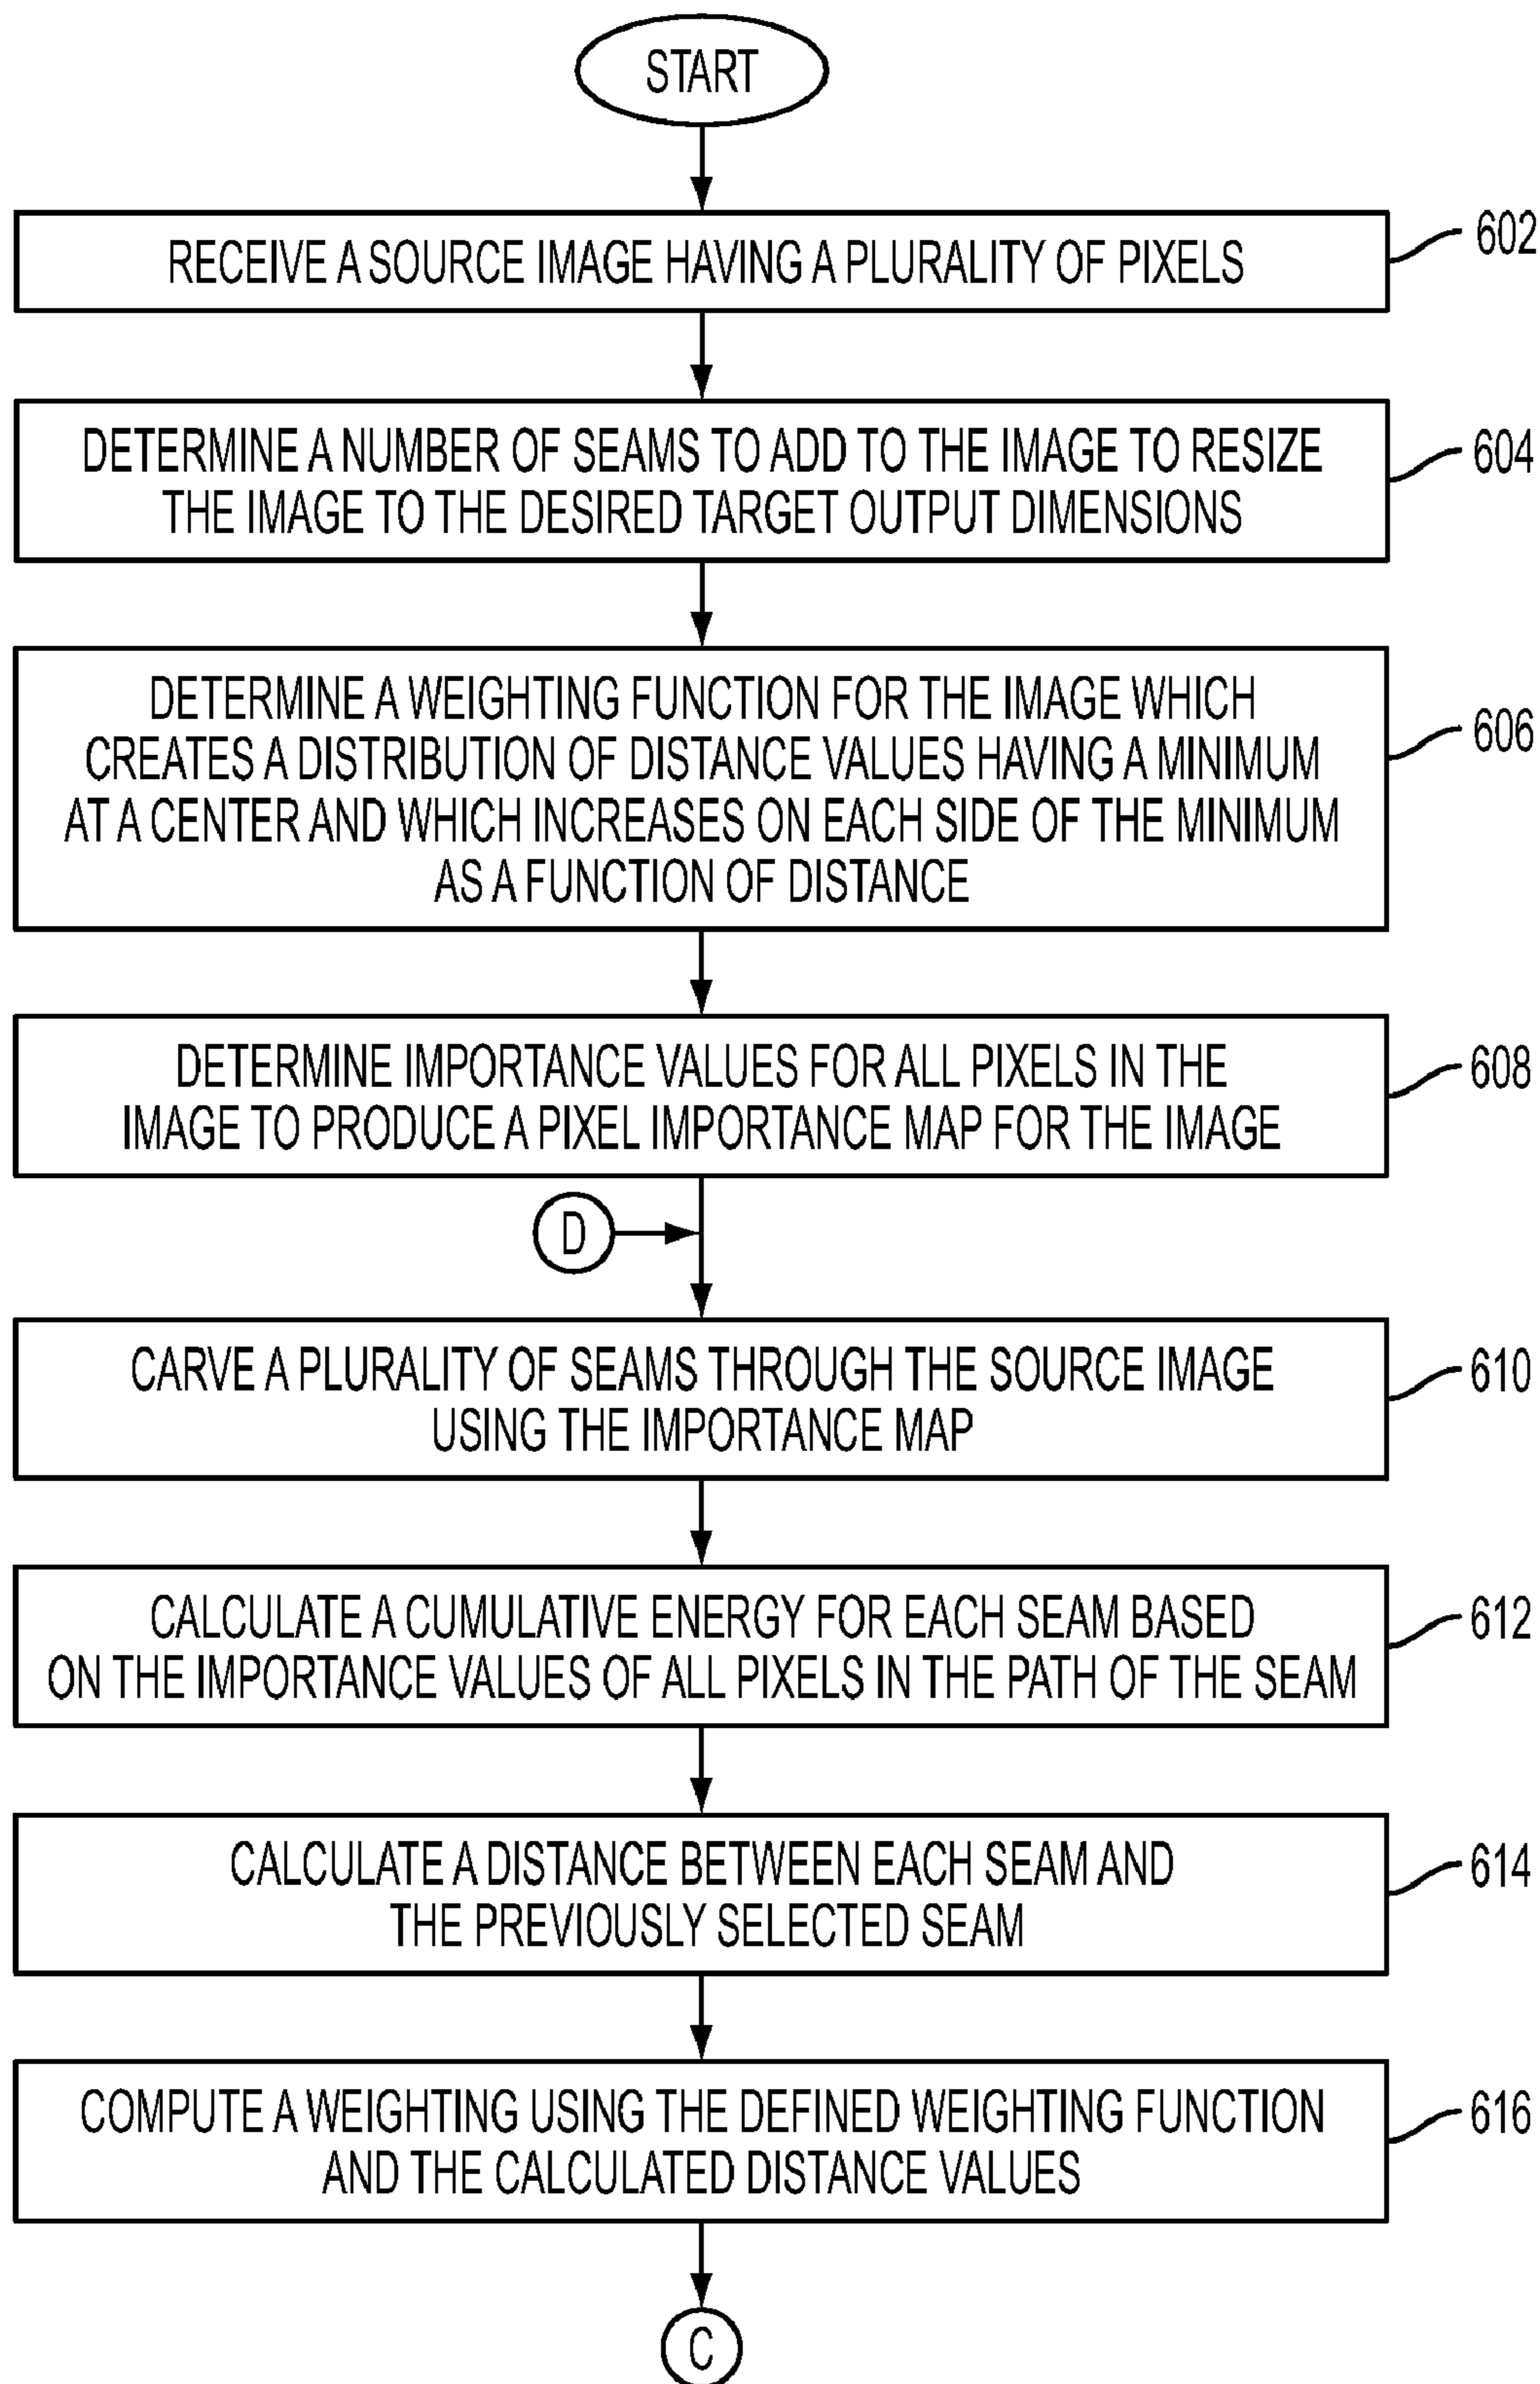 START
RECEIVE A SOURCE IMAGE HAVING A PLURALITY OF PIXELS
602
DETERMINE A NUMBER OF SEAMS TO ADD TO THE IMAGE TO RESIZE
THE IMAGE TO THE DESIRED TARGET OUTPUT DIMENSIONS
604
DETERMINE A WEIGHTING FUNCTION FOR THE IMAGE WHICH
CREATES A DISTRIBUTION OF DISTANCE VALUES HAVING A MINIMUM
AT A CENTER AND WHICH INCREASES ON EACH SIDE OF THE MINIMUM
AS A FUNCTION OF DISTANCE
606
DETERMINE IMPORTANCE VALUES FOR ALL PIXELS IN THE
IMAGE TO PRODUCE A PIXEL IMPORTANCE MAP FOR THE IMAGE
608
D
CARVE A PLURALITY OF SEAMS THROUGH THE SOURCE IMAGE
USING THE IMPORTANCE MAP
610
CALCULATE A CUMULATIVE ENERGY FOR EACH SEAM BASED
ON THE IMPORTANCE VALUES OF ALL PIXELS IN THE PATH OF THE SEAM
612
CALCULATE A DISTANCE BETWEEN EACH SEAM AND
THE PREVIOUSLY SELECTED SEAM
614
COMPUTE A WEIGHTING USING THE DEFINED WEIGHTING FUNCTION
AND THE CALCULATED DISTANCE VALUES
616
C